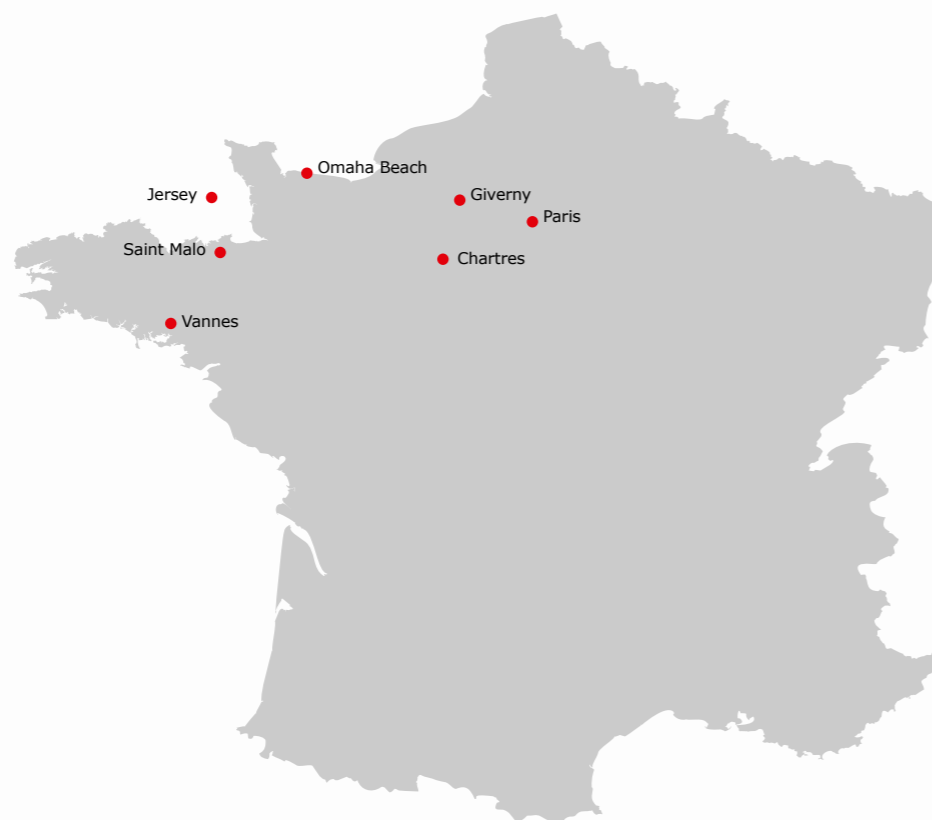 Omaha Beach
Jersey
Giverny
Paris
Saint Malo
Chartres
Vannes